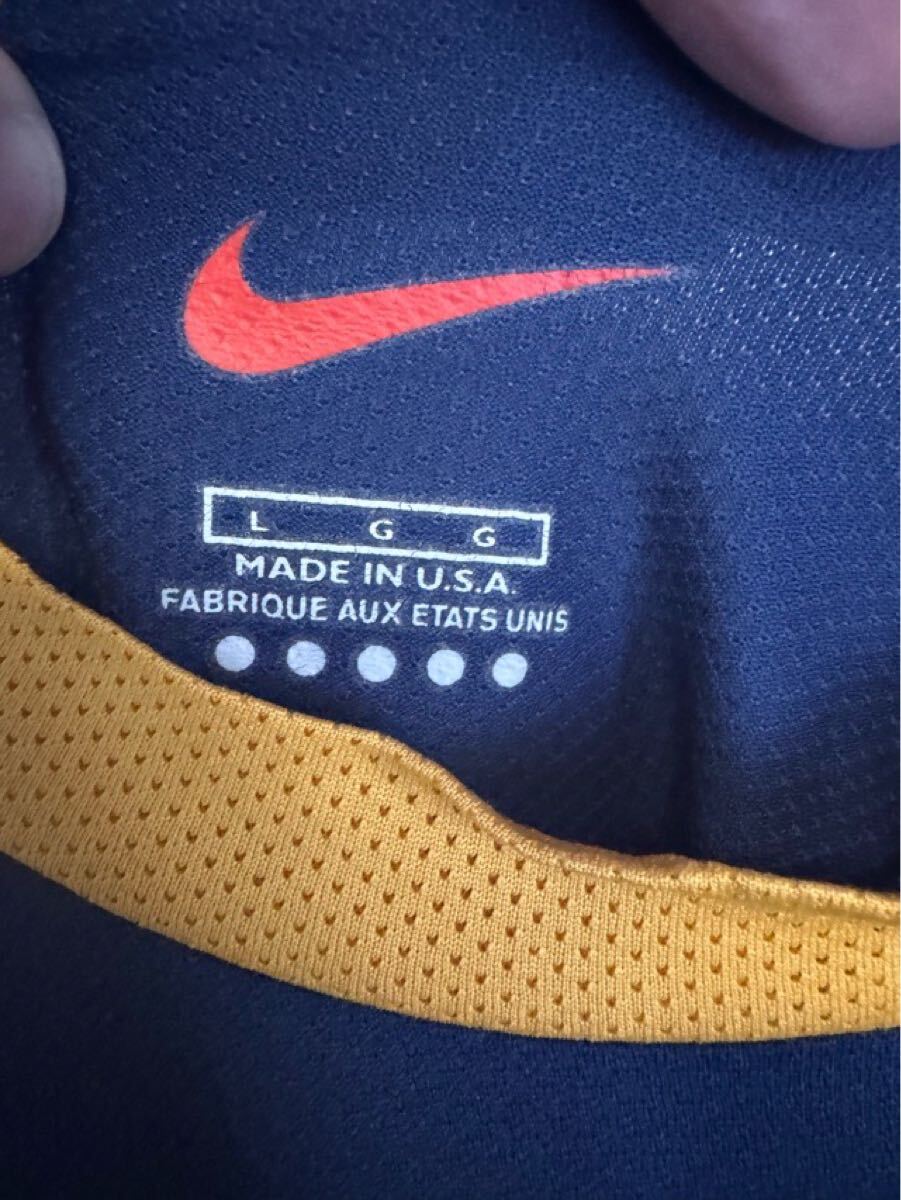 L G G
MADE IN U.S.A.
FABRIQUE AUX ETATS UNIS